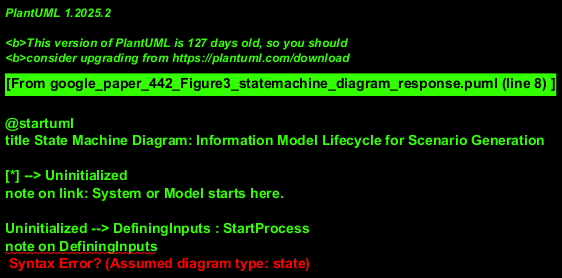 PlantUML 1.2025.2
<b>This version of PlantUML is 127 days old, so you should
<b>consider upgrading from https://plantuml.com/download
[From google_paper_442_Figure3_statemachine_diagram_response.puml (line 8) ]
@startuml
title State Machine Diagram: Information Model Lifecycle for Scenario Generation
[*] --> Uninitialized
note on link: System or Model starts here.
Uninitialized --> DefiningInputs : StartProcess
note on DefiningInputs
Syntax Error? (Assumed diagram type: state)